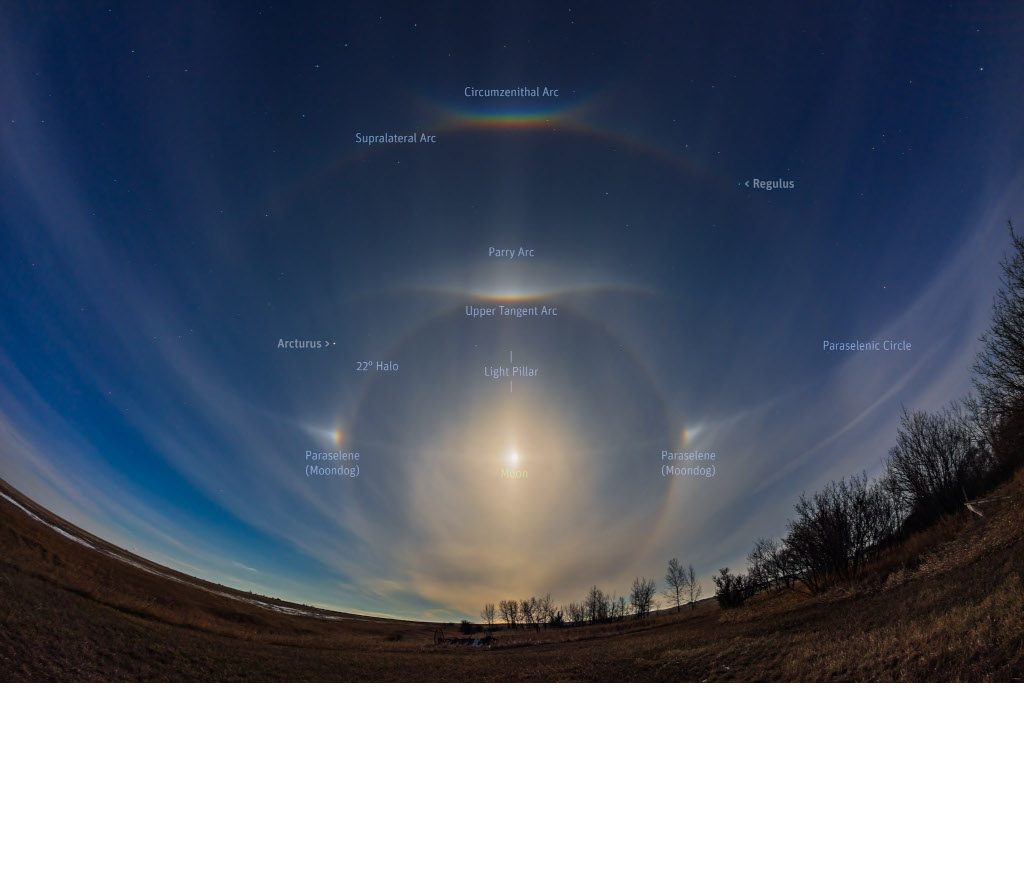 Circumzenithal Arc
Supralateral Arc
< Regulus
Parry Arc
Upper Tangent Arc
Arcturus >
22° Halo
Light Pillar
Paraselenic Circle
Paraselene
(Moondog)
Moon
Paraselene
(Moondog)